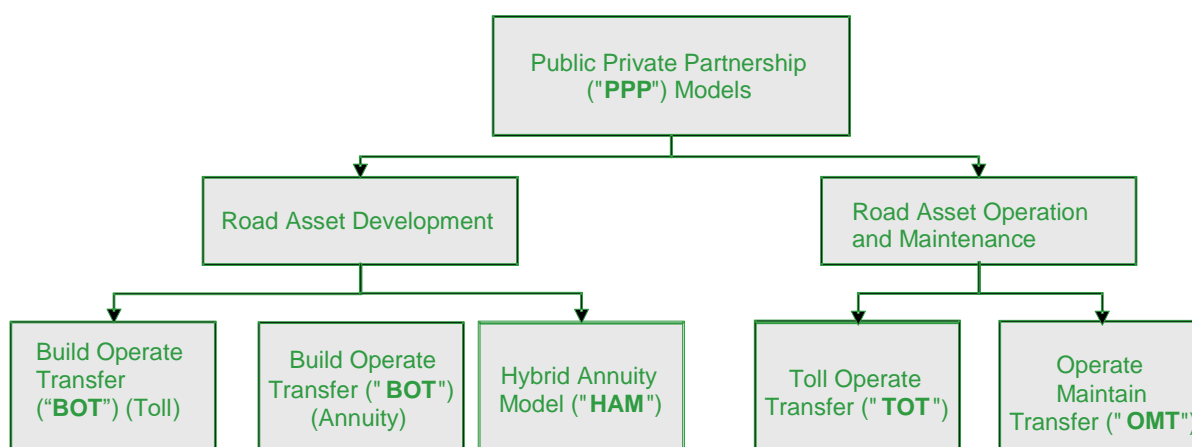 Public Private Partnership
("PPP") Models
Road Asset Development
Road Asset Operation
and Maintenance
Build Operate
Transfer
(“BOT”) (Toll)
Build Operate
Transfer (" BOT")
(Annuity)
Hybrid Annuity
Model ("HAM")
Toll Operate
Transfer (" TOT")
Operate
Maintain
Transfer (" OMT")